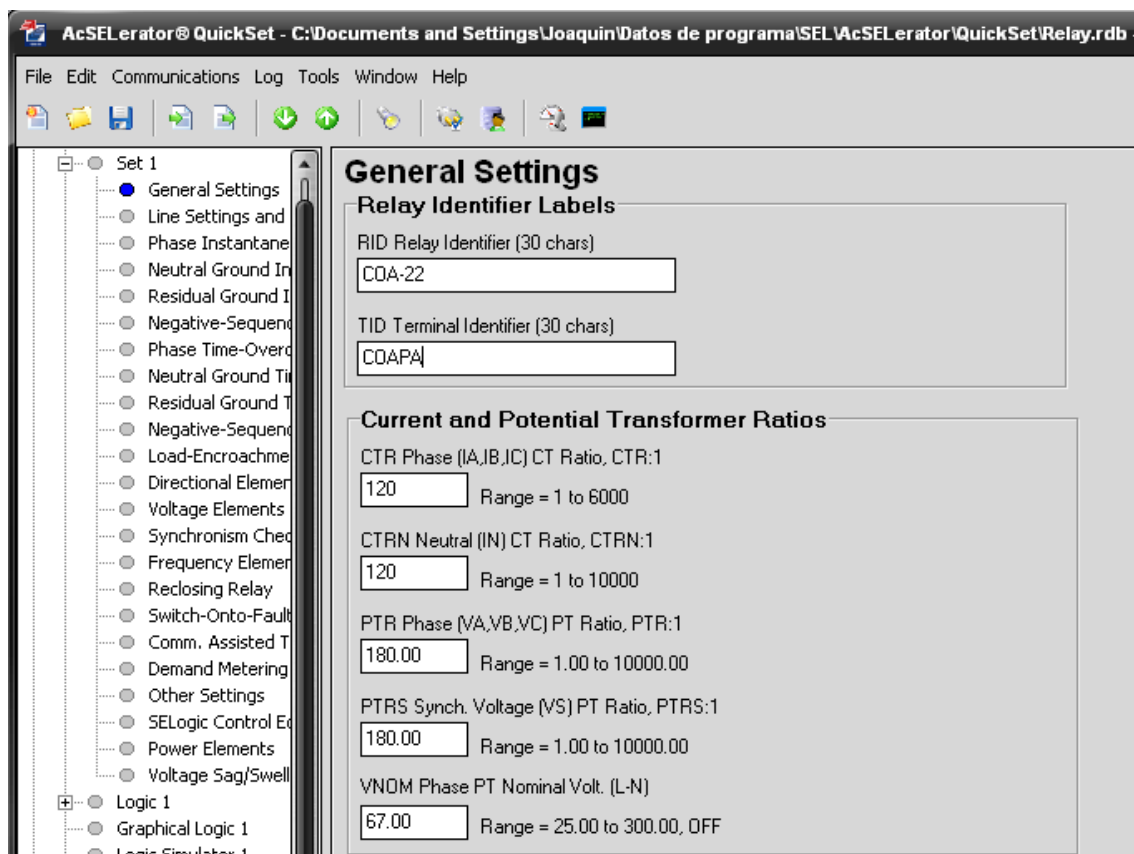 AcSELerator® QuickSet - C:\Documents and Settings\Joaquin\Datos de programa\SEL\AcSELerator\QuickSet\Relay.rdb -
File Edit Communications Log Tools Window Help
Set 1
General Settings
Line Settings and
Phase Instantane
Neutral Ground In
Residual Ground I
Negative-Sequenc
Phase Time-Overc
Neutral Ground Ti
Residual Ground T
Negative-Sequenc
Load-Encroachme
Directional Elemen
Voltage Elements
Synchronism Chec
Frequency Elemen
Reclosing Relay
Switch-Onto-Fault
Comm. Assisted T
Demand Metering
Other Settings
SELogic Control Eq
Power Elements
Voltage Sag/Swell
Logic 1
Graphical Logic 1
Logic Simulator 1
General Settings
Relay Identifier Labels
RID Relay Identifier (30 chars)
COA-22
TID Terminal Identifier (30 chars)
COAPA
Current and Potential Transformer Ratios
CTR Phase (IA,IB,IC) CT Ratio, CTR:1
120 Range = 1 to 6000
CTRN Neutral (IN) CT Ratio, CTRN:1
120 Range = 1 to 10000
PTR Phase (VA,VB,VC) PT Ratio, PTR:1
180.00 Range = 1.00 to 10000.00
PTRS Synch. Voltage (VS) PT Ratio, PTRS:1
180.00 Range = 1.00 to 10000.00
VNOM Phase PT Nominal Volt. (L-N)
67.00 Range = 25.00 to 300.00, OFF